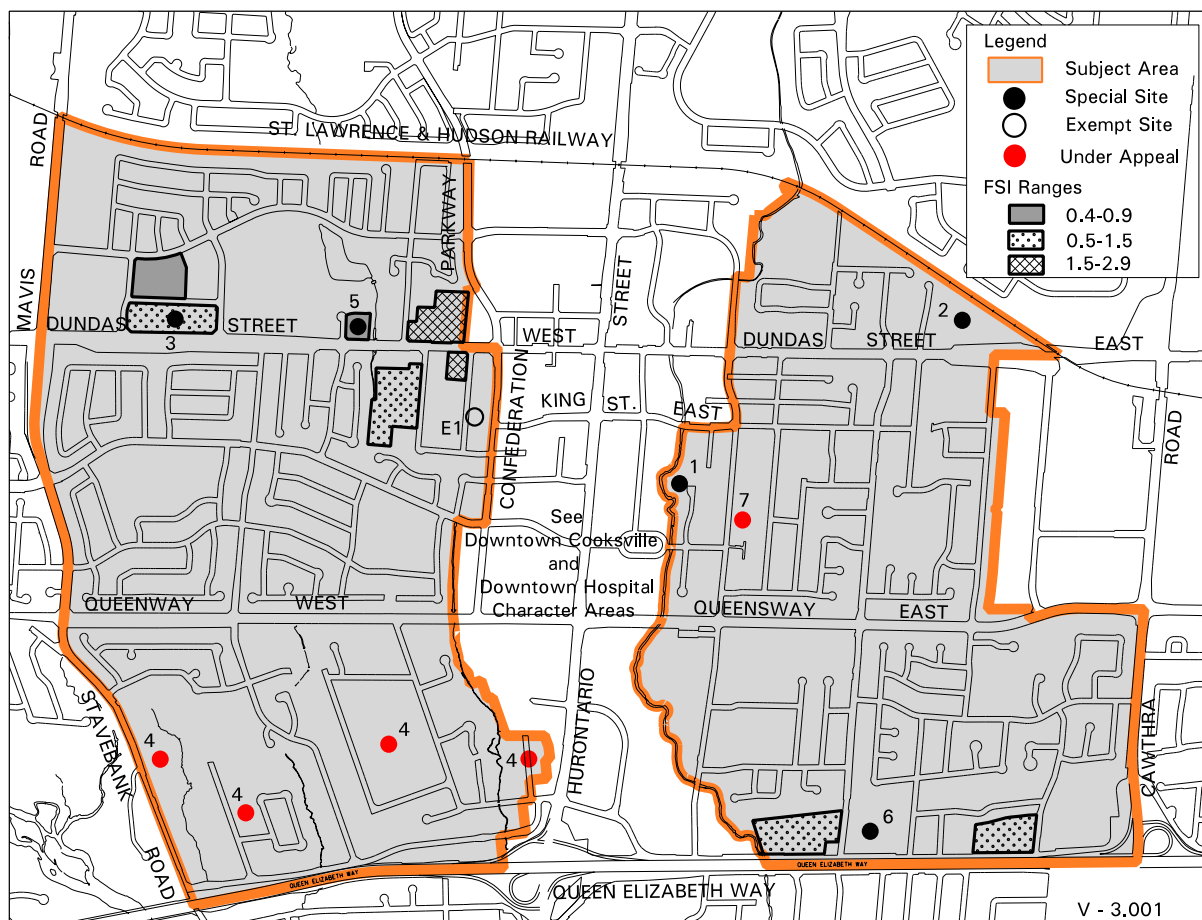 Legend
Subject Area
Special Site
Exempt Site
Under Appeal
FSI Ranges
0.4-0.9
0.5-1.5
1.5-2.9
ROAD
ST. LAWRENCE & HUDSON RAILWAY
PARKWAY
MAVIS
STREET
5
2
DUNDAS STREET
3
WEST
DUNDAS STREET
EAST
CONFEDERATION
KING ST. EAST
E1
ROAD
1
7
See
Downtown Cooksville
and
Downtown Hospital
Character Areas
QUEENWAY WEST
QUEENSWAY EAST
STAVEBANK
ROAD
HURONTARIO
CAWTHRA
4
4
4
4
6
QUEEN ELIZABETH WAY
QUEEN ELIZABETH WAY
QUEEN ELIZABETH WAY
V - 3.001